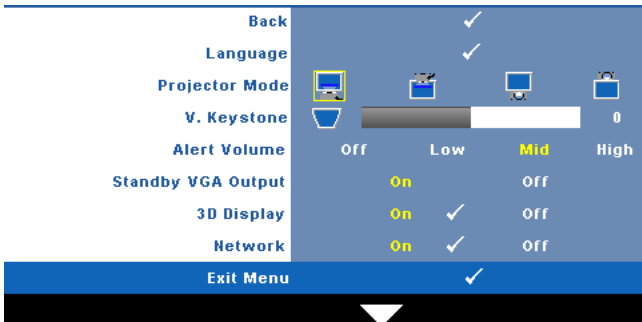 Back
Language
Projector Mode
V. Keystone 0
Alert Volume Off Low Mid High
Standby VGA Output On Off
3D Display On Off
Network On Off
Exit Menu